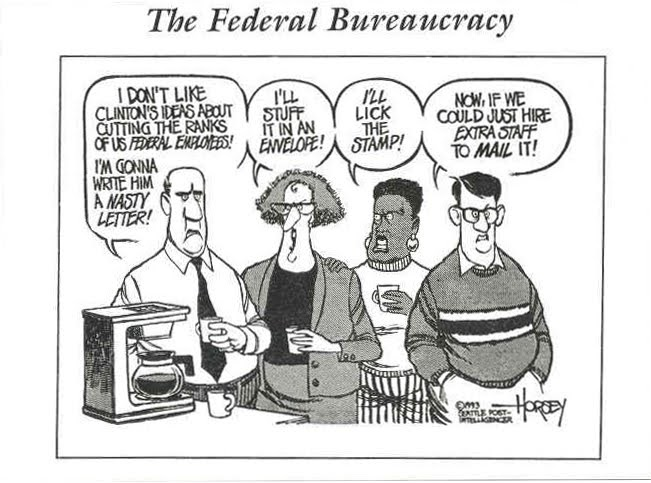 The Federal Bureaucracy
I DON'T LIKE
CLINTON'S IDEAS ABOUT
CUTTING THE RANKS
OF US FEDERAL EMPLOYEES!
I'M GONNA
WRITE HIM
A NASTY
LETTER!
I'LL
STUFF
IT IN AN
ENVELOPE!
I'LL
LICK
THE
STAMP!
NOW, IF WE
COULD JUST HIRE
EXTRA STAFF
TO MAIL IT!
©1993
SEATTLE POST-
INTELLIGENCER
HORSEY